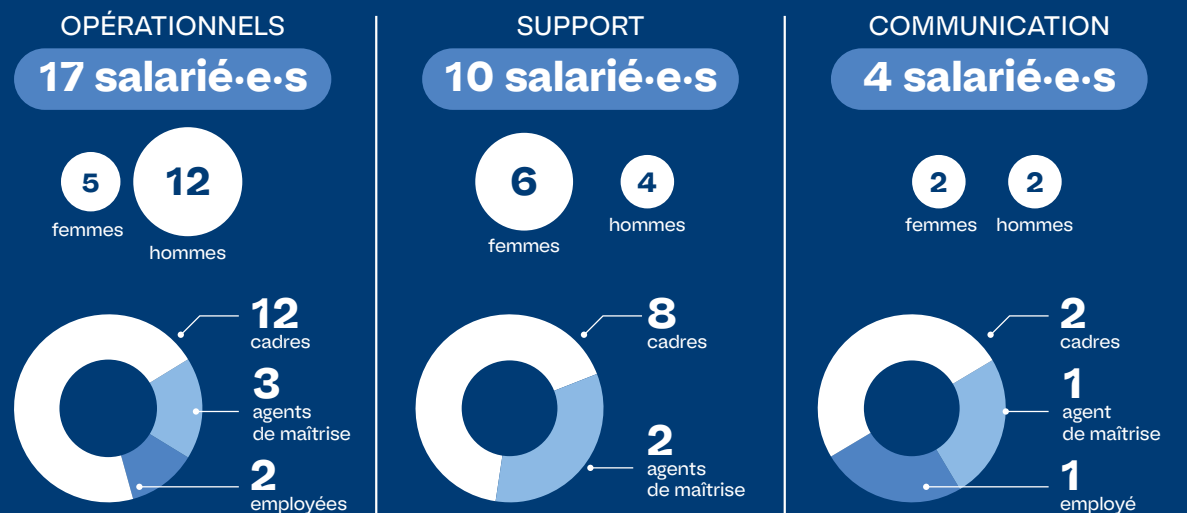 OPÉRATIONNELS
17 salarié·e·s
5
femmes
12
hommes
12
cadres
3
agents
de maîtrise
2
employées
SUPPORT
10 salarié·e·s
6
femmes
4
hommes
8
cadres
2
agents
de maîtrise
COMMUNICATION
4 salarié·e·s
2
femmes
2
hommes
2
cadres
1
agent
de maîtrise
1
employé